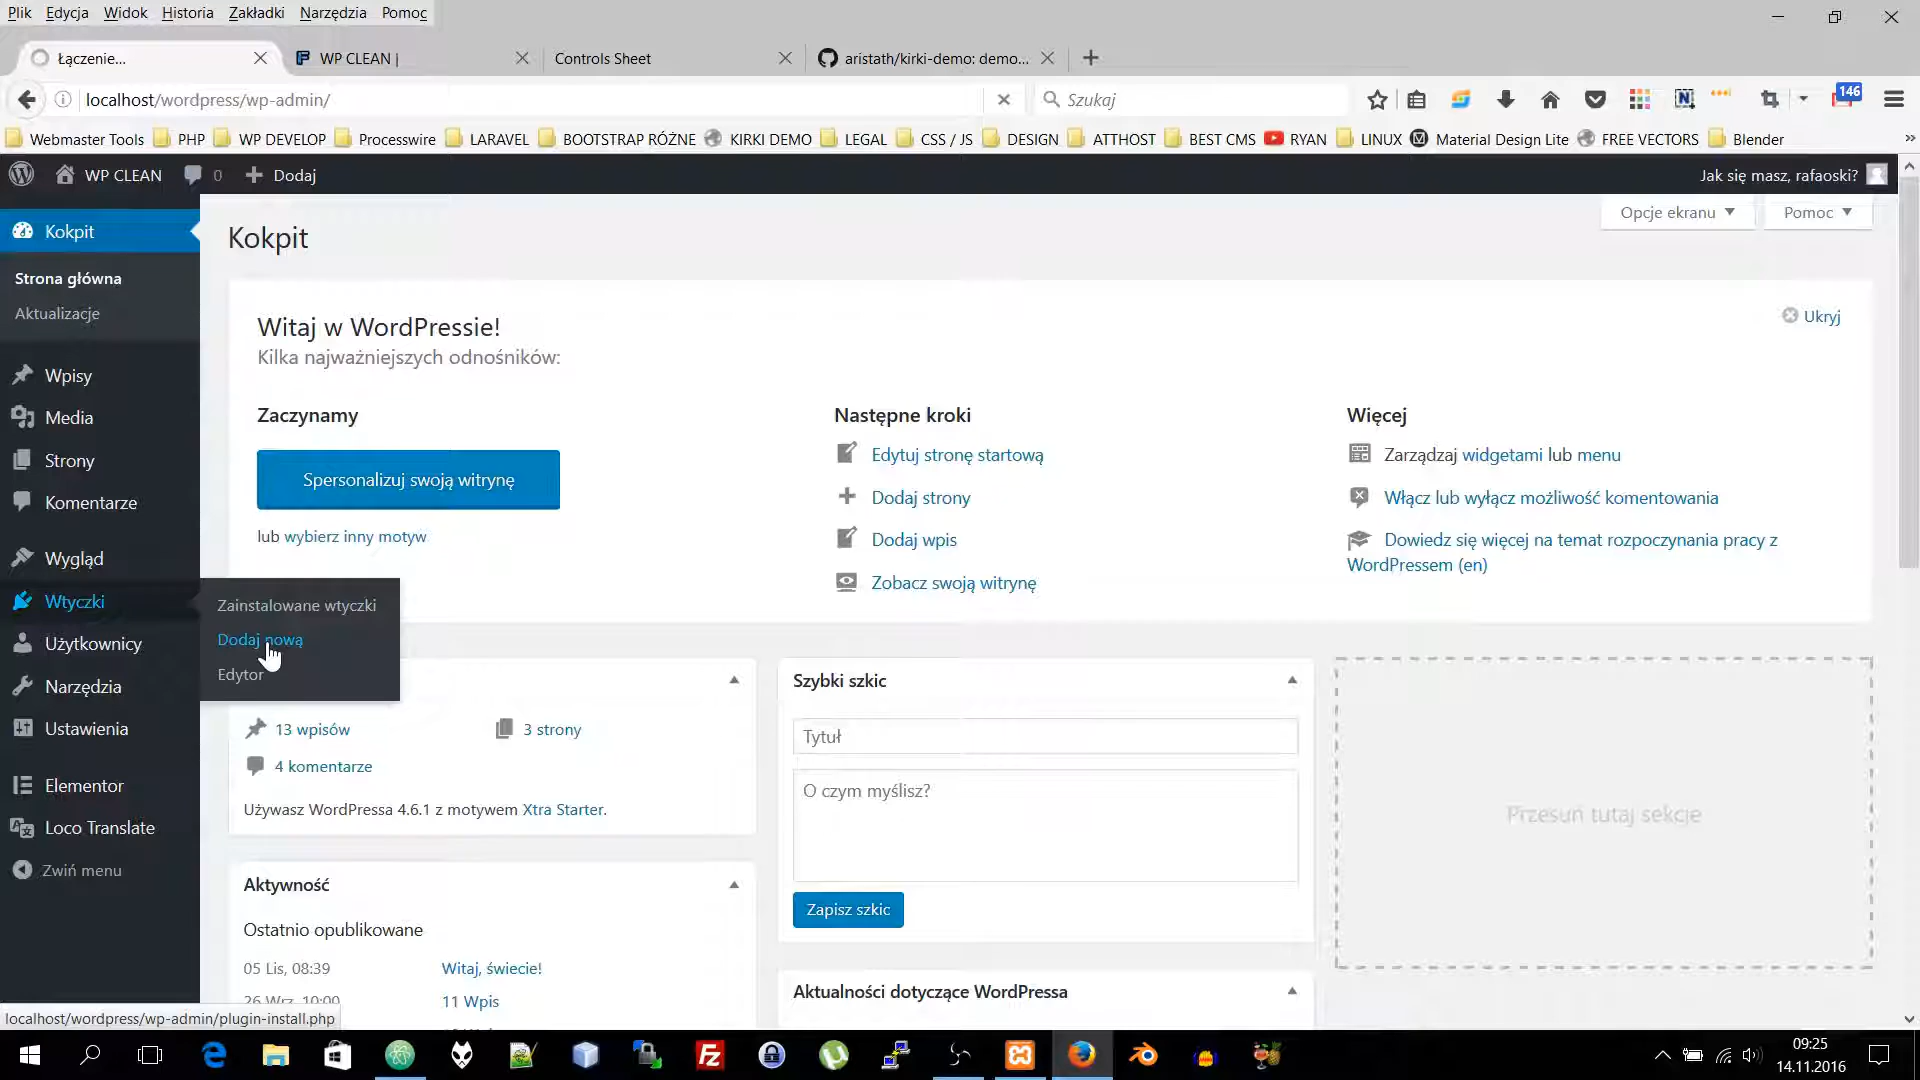 Plik Edycja Widok Historia Zakładki Narzędzia Pomoc
Łączenie... WP CLEAN | Controls Sheet aristath/kirki-demo: demo...
localhost/wordpress/wp-admin/ Szukaj 146
Webmaster Tools PHP WP DEVELOP Processwire LARAVEL BOOTSTRAP RÓŻNE KIRKI DEMO LEGAL CSS / JS DESIGN ATTHOST BEST CMS RYAN LINUX Material Design Lite FREE VECTORS Blender
WP CLEAN 0 Dodaj Jak się masz, rafaoski?
Opcje ekranu Pomoc
Kokpit
Strona główna
Aktualizacje
Wpisy
Media
Strony
Komentarze
Wygląd
Wtyczki
Użytkownicy
Narzędzia
Ustawienia
Elementor
Loco Translate
Zwiń menu
Zainstalowane wtyczki
Dodaj nową
Edytor
Kokpit
Witaj w WordPressie!
Ukryj
Kilka najważniejszych odnośników:
Zaczynamy
Spersonalizuj swoją witrynę
lub wybierz inny motyw
Następne kroki
Edytuj stronę startową
Dodaj strony
Dodaj wpis
Zobacz swoją witrynę
Więcej
Zarządzaj widgetami lub menu
Włącz lub wyłącz możliwość komentowania
Dowiedz się więcej na temat rozpoczynania pracy z
WordPressem (en)
13 wpisów 3 strony
4 komentarze
Używasz WordPressa 4.6.1 z motywem Xtra Starter.
Aktywność
Ostatnio opublikowane
05 Lis, 08:39 Witaj, świecie!
26 Wrz, 10:00 11 Wpis
Szybki szkic
Tytuł
O czym myślisz?
Zapisz szkic
Aktualności dotyczące WordPressa
Przesuń tutaj sekcje
localhost/wordpress/wp-admin/plugin-install.php
09:25
14.11.2016